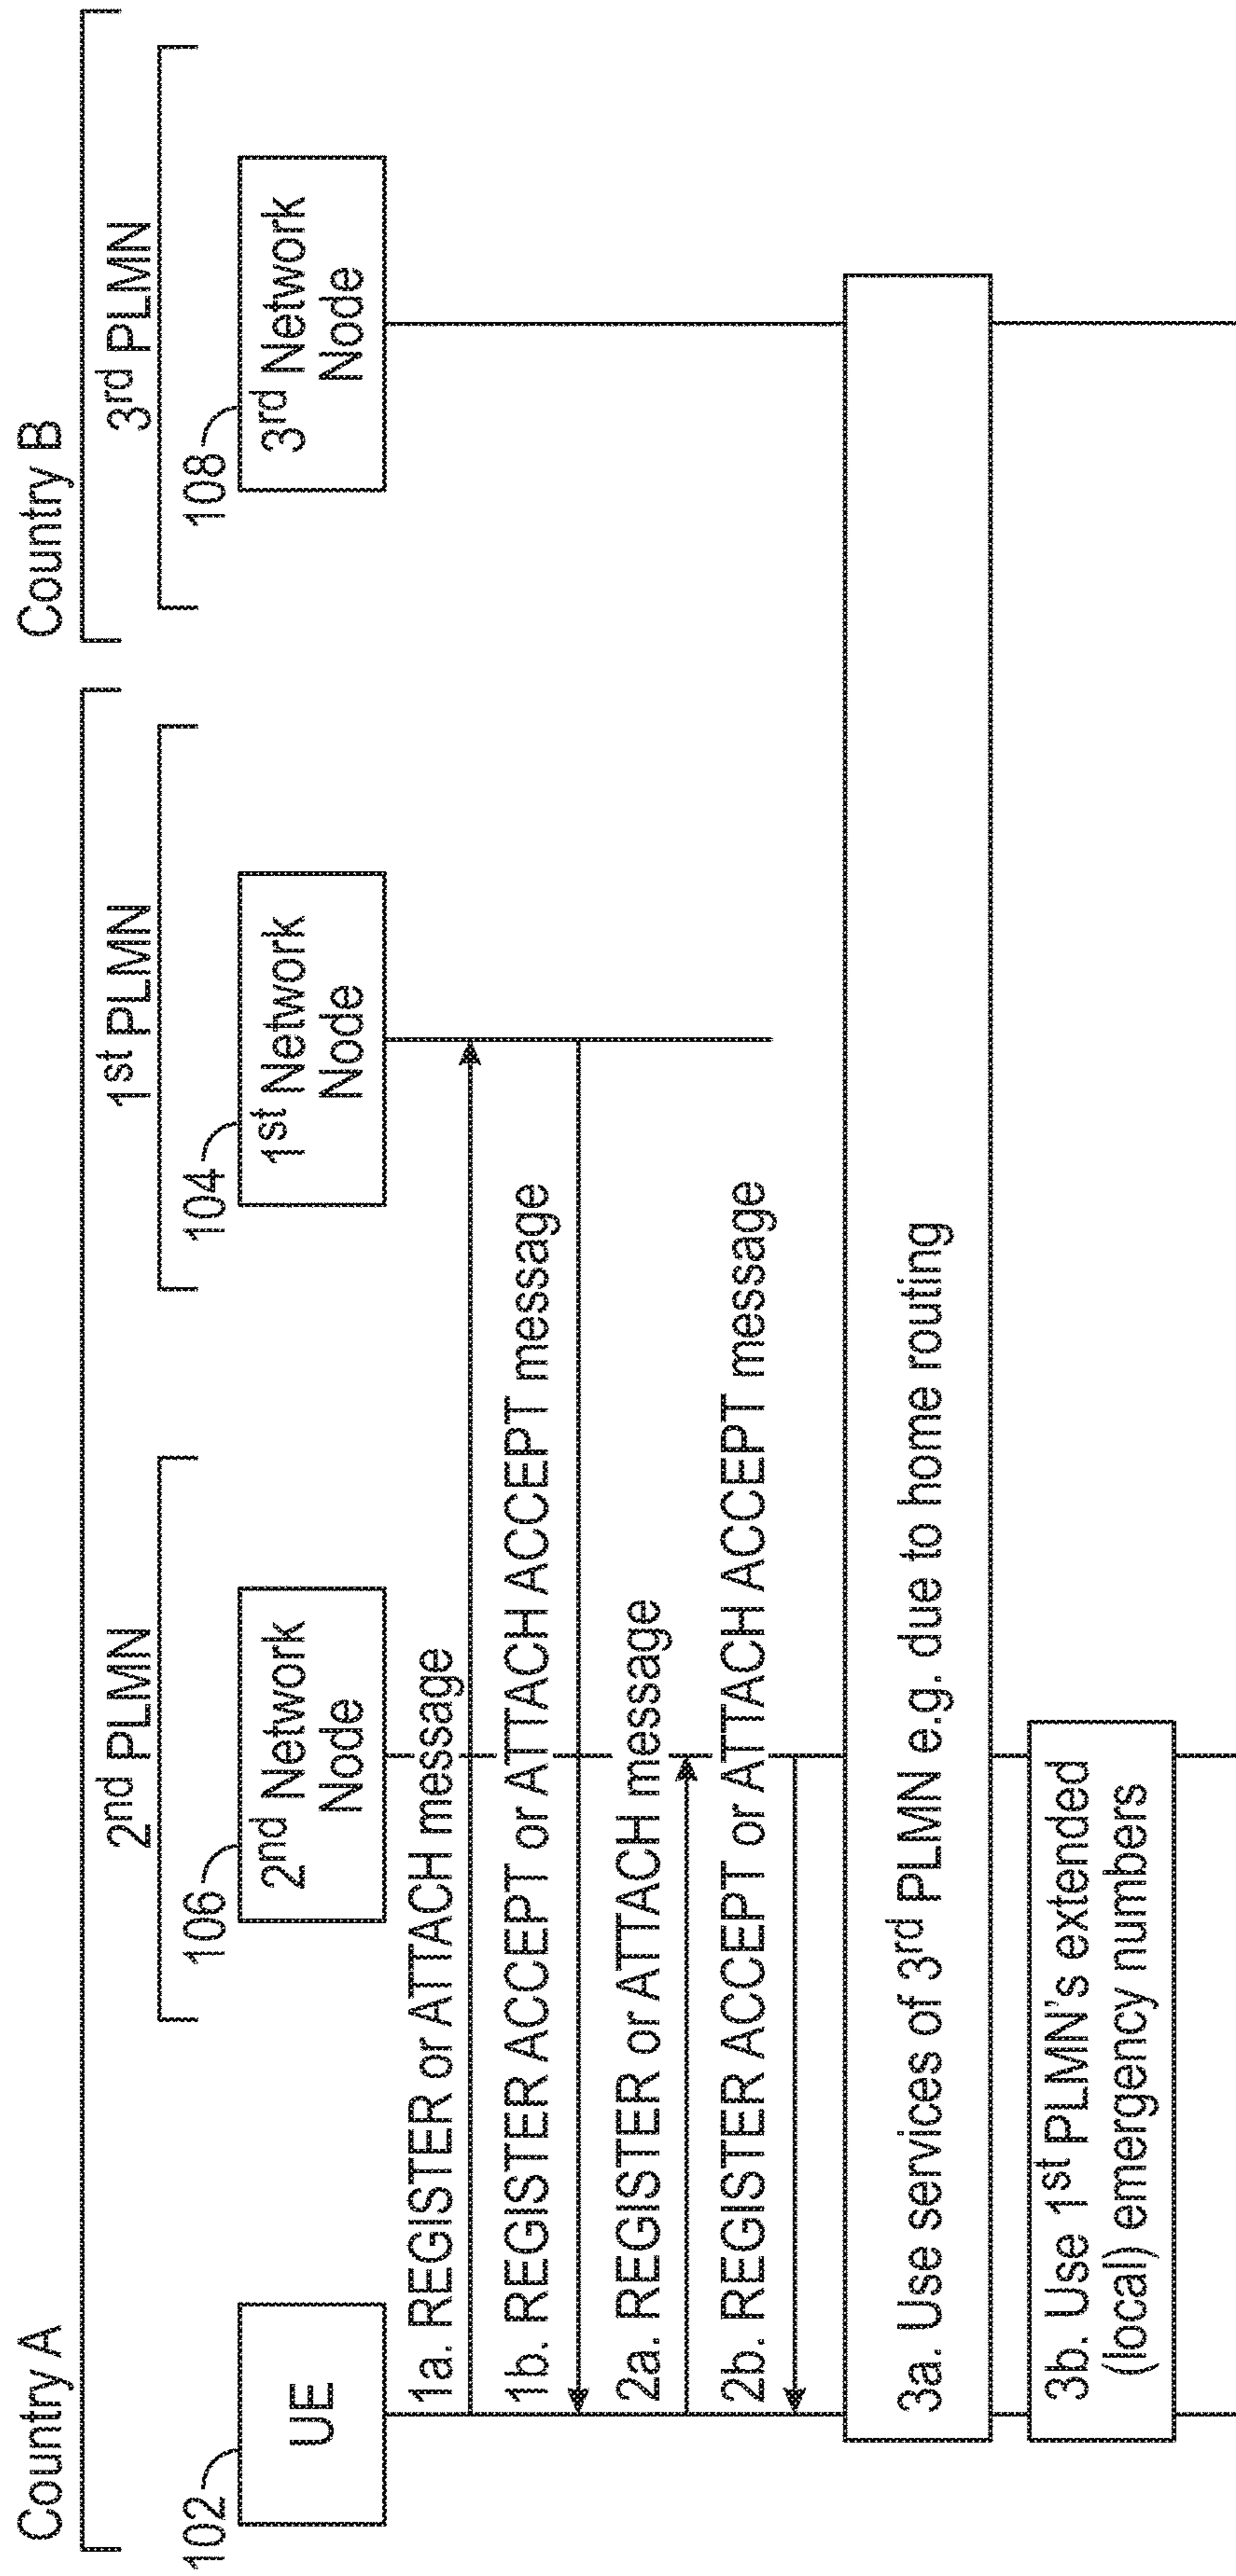 Country A
Country B
2nd PLMN
1st PLMN
3rd PLMN
102
106
104
108
UE
2nd Network
Node
1st Network
Node
3rd Network
Node
1a. REGISTER or ATTACH message
1b. REGISTER ACCEPT or ATTACH ACCEPT message
2a. REGISTER or ATTACH message
2b. REGISTER ACCEPT or ATTACH ACCEPT message
3a. Use services of 3rd PLMN e.g. due to home routing
3b. Use 1st PLMN's extended
(local) emergency numbers